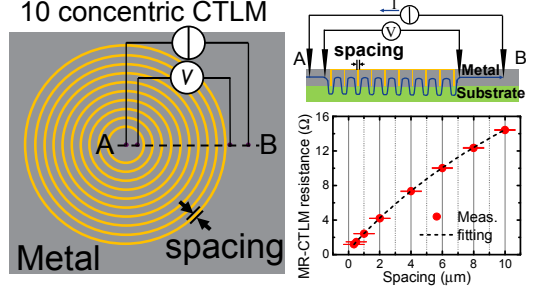 10 concentric CTLM
V
A
B
spacing
Metal
I
V
A
B
spacing
Metal
Substrate
MR-CTLM resistance (Ω)
16
12
8
4
0
Meas.
fitting
0 2 4 6 8 10
Spacing (μm)